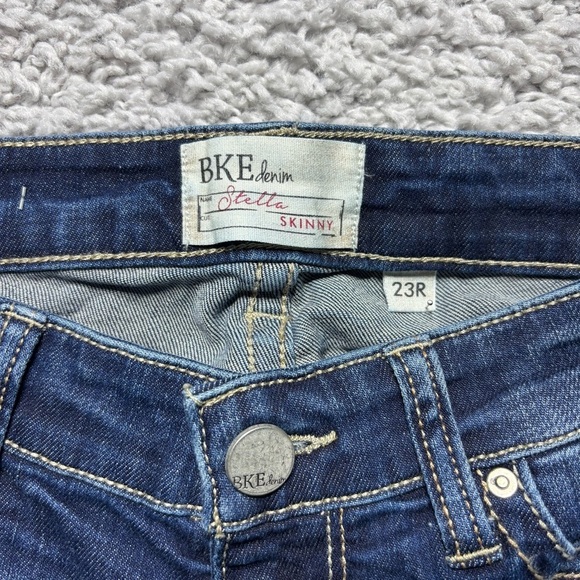 BKE denim
NAME Stella
CUT SKINNY
23R
BKE denim